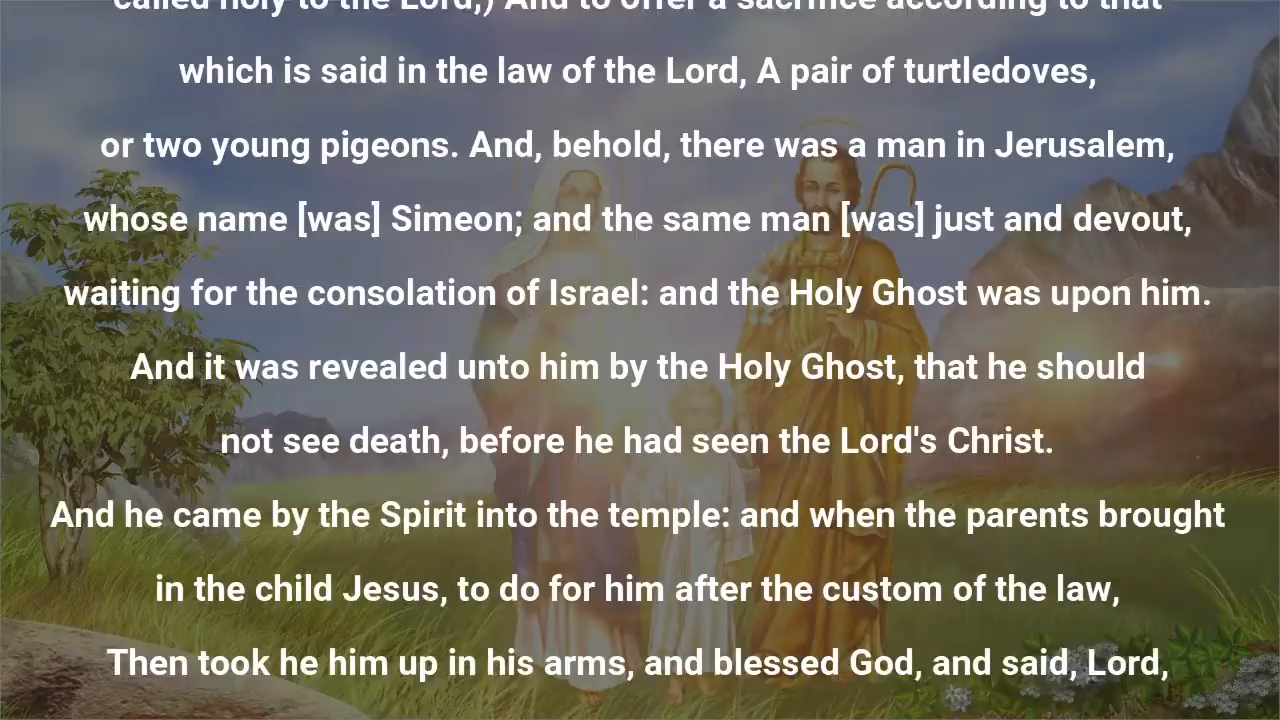 called holy to the Lord;) And to offer a sacrifice according to that
which is said in the law of the Lord, A pair of turtledoves,
or two young pigeons. And, behold, there was a man in Jerusalem,
whose name [was] Simeon; and the same man [was] just and devout,
waiting for the consolation of Israel: and the Holy Ghost was upon him.
And it was revealed unto him by the Holy Ghost, that he should
not see death, before he had seen the Lord's Christ.
And he came by the Spirit into the temple: and when the parents brought
in the child Jesus, to do for him after the custom of the law,
Then took he him up in his arms, and blessed God, and said, Lord,